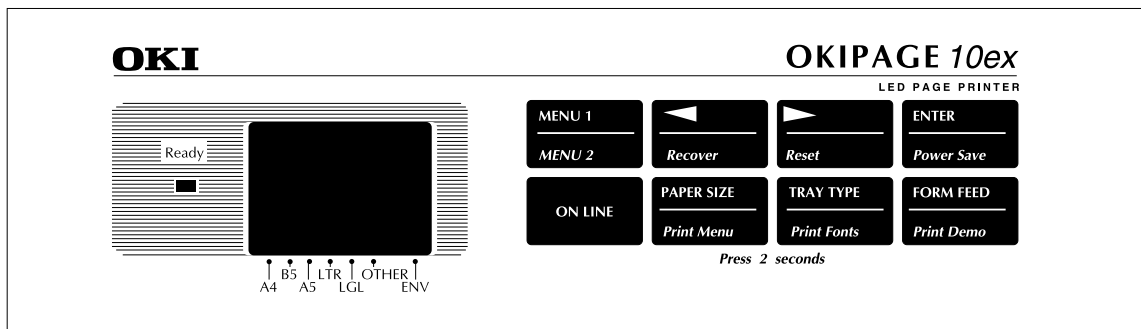 OKI
OKIPAGE 10ex
LED PAGE PRINTER
Ready
A4 B5 A5 LTR LGL OTHER ENV
MENU 1
MENU 2
Recover
Reset
ENTER
Power Save
ON LINE
PAPER SIZE
Print Menu
TRAY TYPE
Print Fonts
FORM FEED
Print Demo
Press 2 seconds